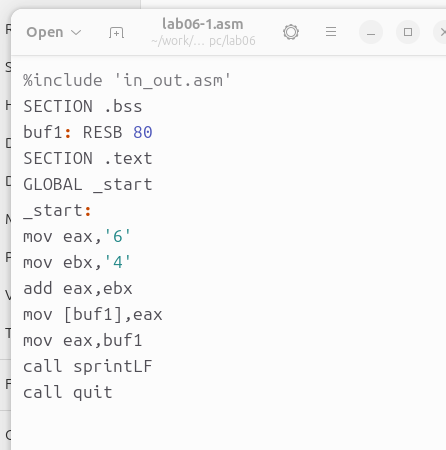 Open
lab06-1.asm
~/work/... pc/lab06
%include 'in_out.asm'
SECTION .bss
buf1: RESB 80
SECTION .text
GLOBAL _start
_start:
mov eax,'6'
mov ebx,'4'
add eax,ebx
mov [buf1],eax
mov eax,buf1
call sprintLF
call quit